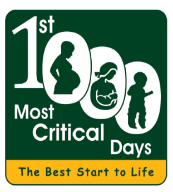 1st 1000
Most
Critical
Days
The Best Start to Life